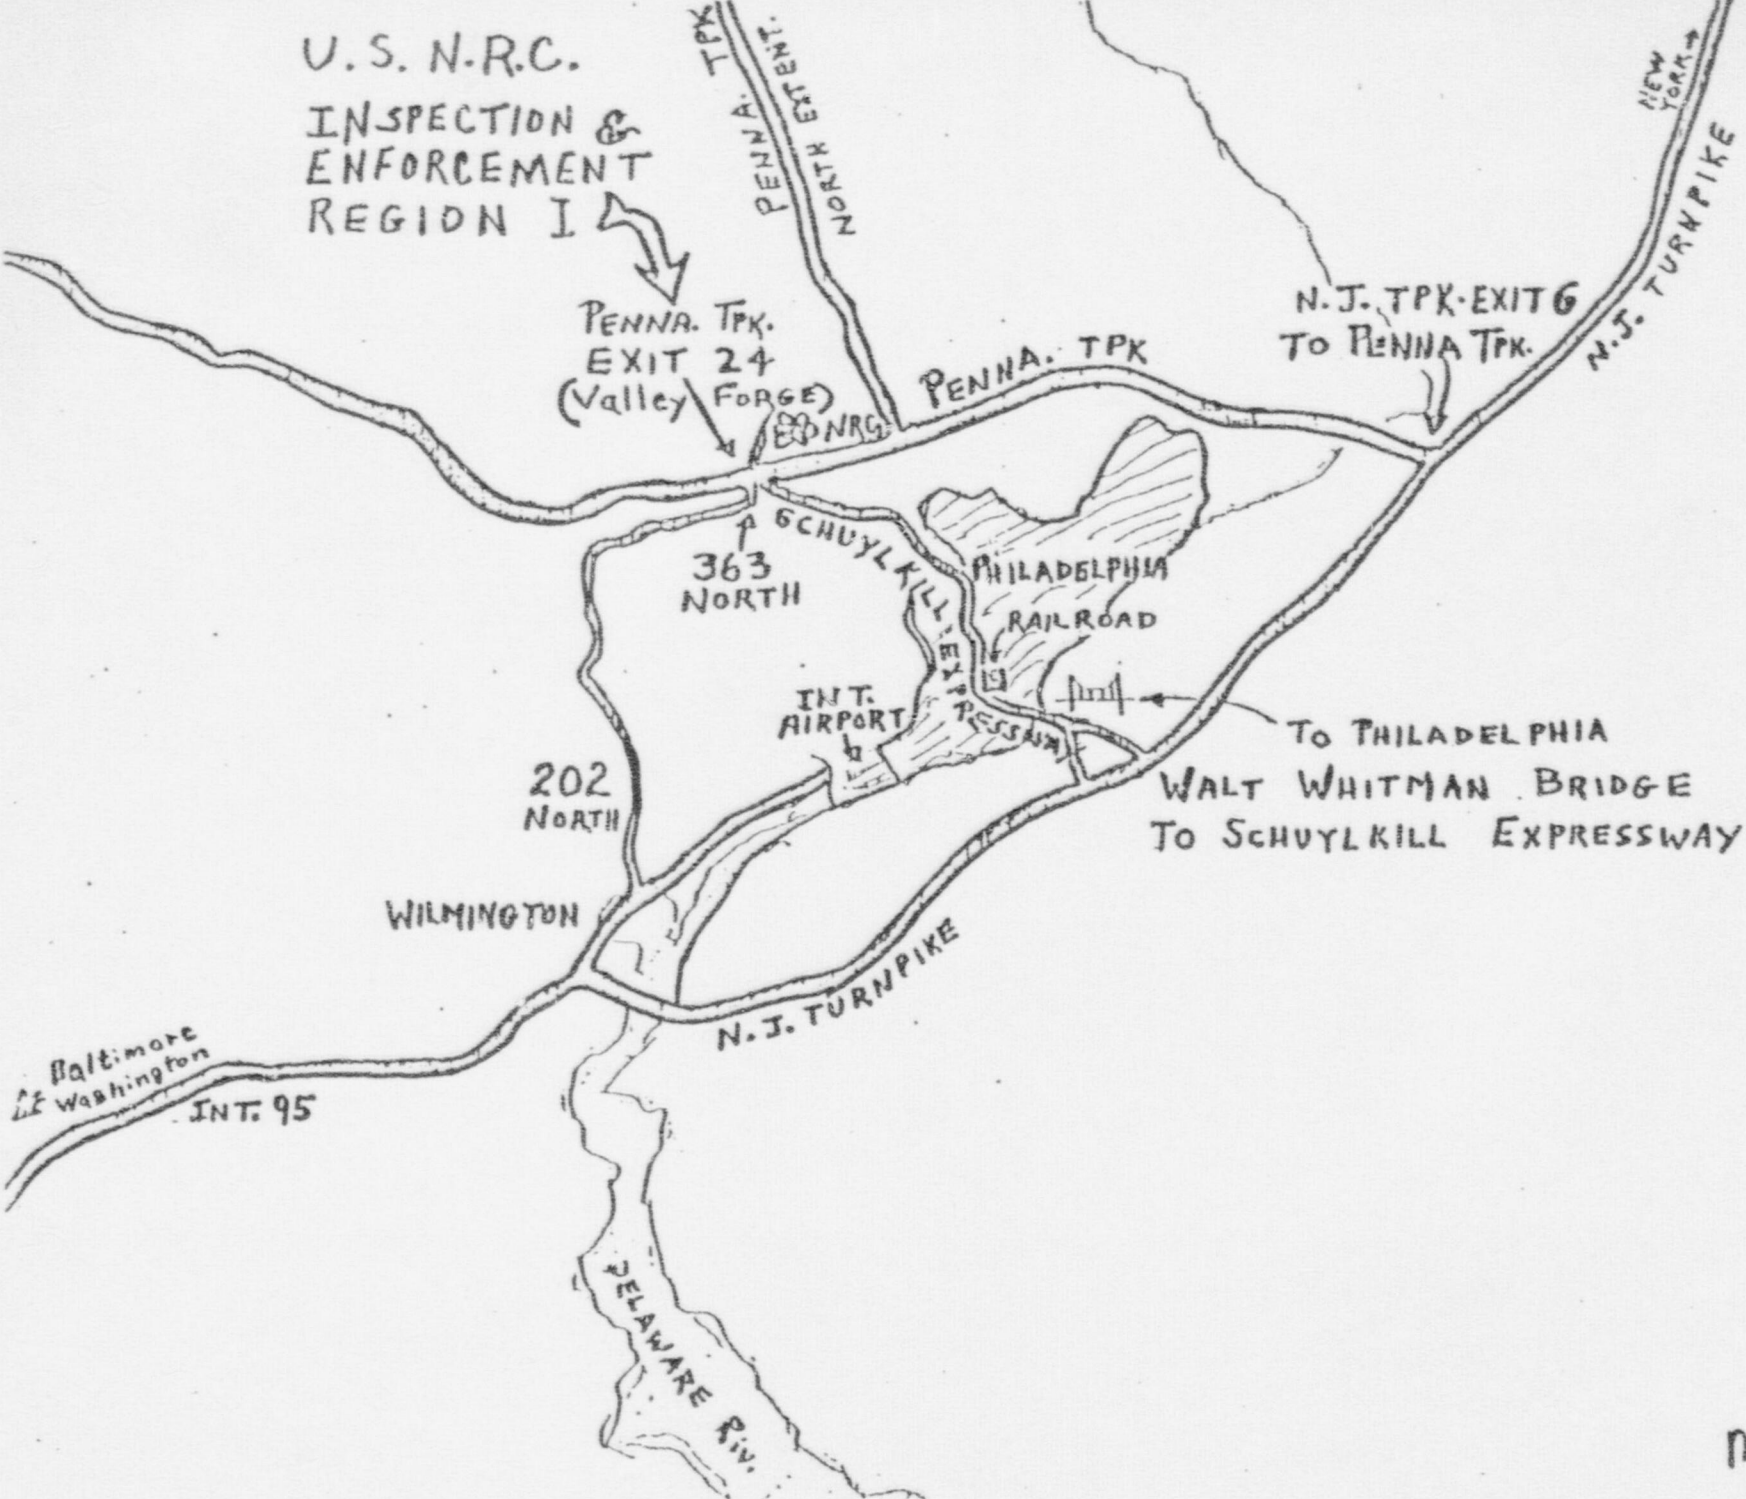 U.S. N.R.C.
INSPECTION &
ENFORCEMENT
REGION I
PENNA. TPK
NORTH EXTENT.
NEW
YORK
N.J. TURNPIKE
PENNA. TPK.
EXIT 24
(Valley FORGE)
NRC
PENNA. TPK
N.J. TPK. EXIT 6
TO PENNA TPK.
363
NORTH
SCHUYLKILL EXPRESSWAY
PHILADELPHIA
RAILROAD
INT.
AIRPORT
TO PHILADELPHIA
WALT WHITMAN BRIDGE
TO SCHUYLKILL EXPRESSWAY
202
NORTH
WILMINGTON
N.J. TURNPIKE
Baltimore
Washington
INT. 95
DELAWARE Riv.